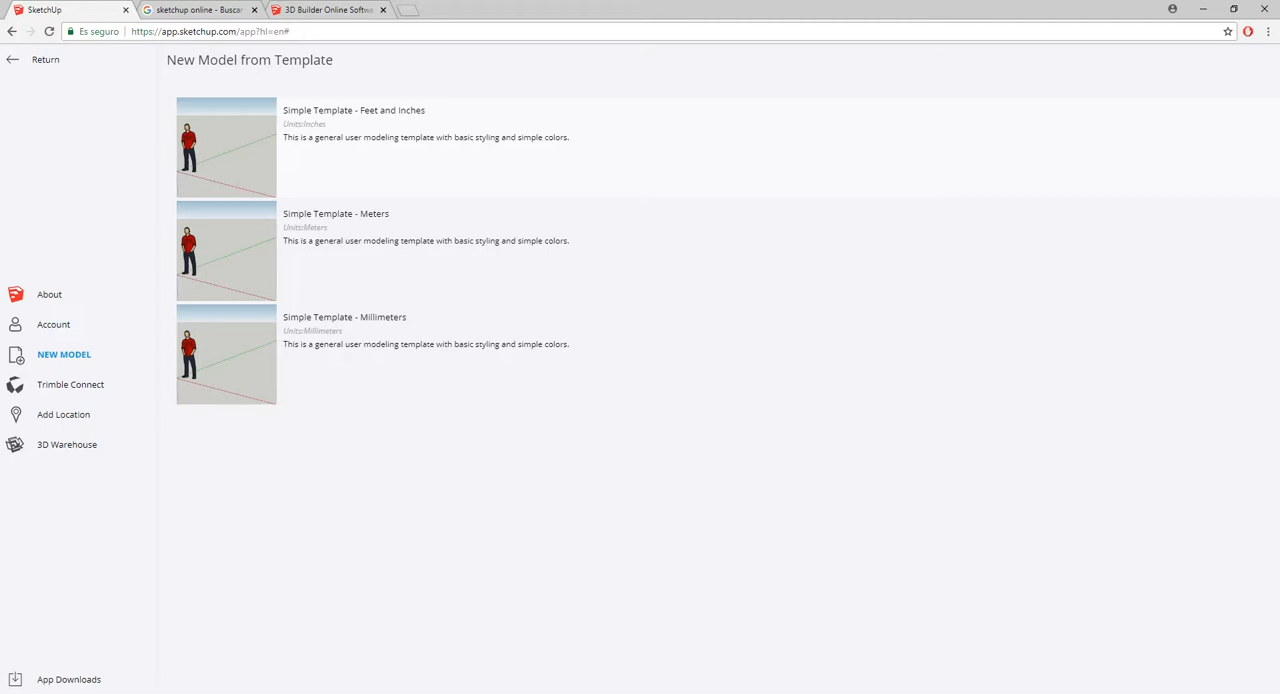 SketchUp
sketchup online - Buscar
3D Builder Online Softwa
Es seguro
https://app.sketchup.com/app?hl=en#
Return
New Model from Template
Simple Template - Feet and Inches
Units:Inches
This is a general user modeling template with basic styling and simple colors.
Simple Template - Meters
Units:Meters
This is a general user modeling template with basic styling and simple colors.
Simple Template - Millimeters
Units:Millimeters
This is a general user modeling template with basic styling and simple colors.
About
Account
NEW MODEL
Trimble Connect
Add Location
3D Warehouse
App Downloads